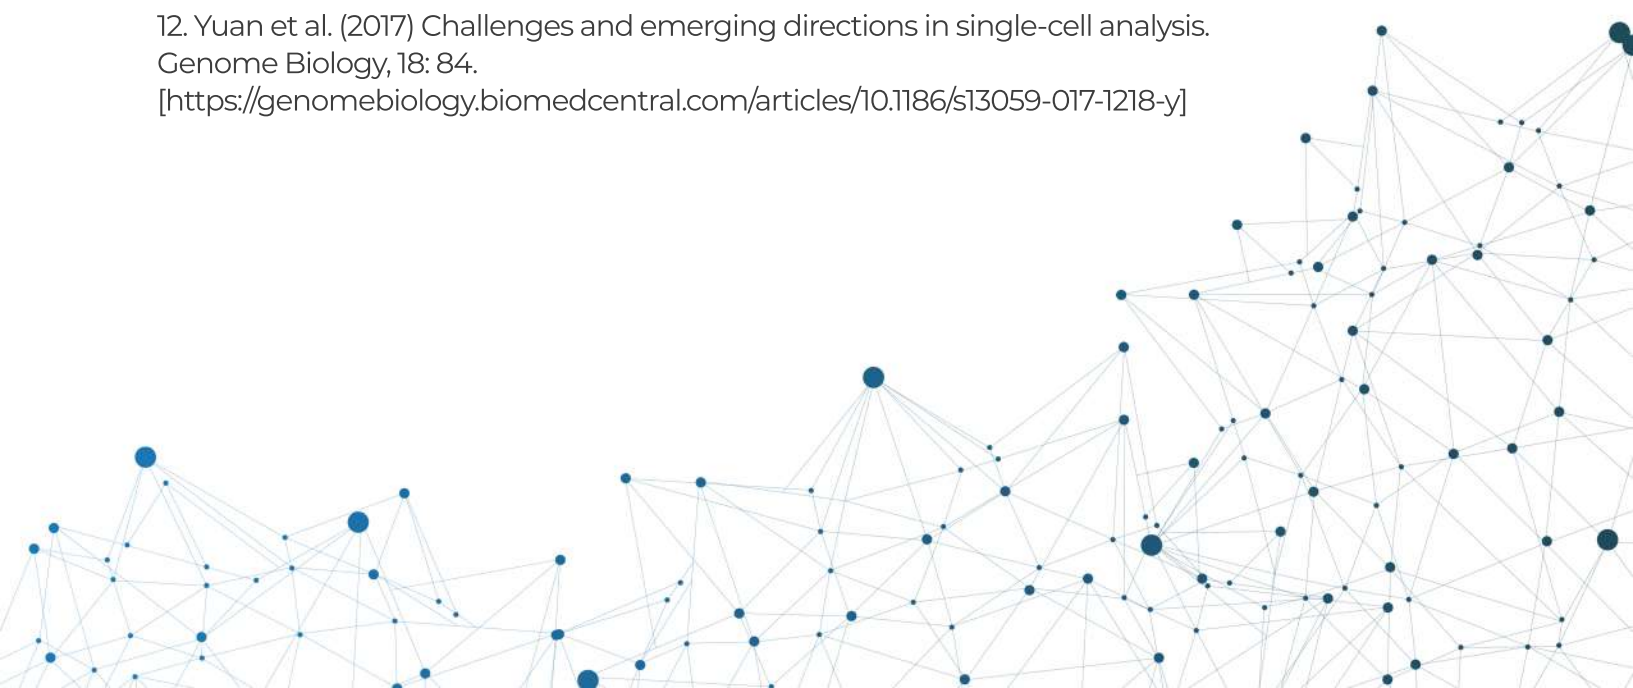 12. Yuan et al. (2017) Challenges and emerging directions in single-cell analysis.
Genome Biology, 18: 84.
[https://genomebiology.biomedcentral.com/articles/10.1186/s13059-017-1218-y]